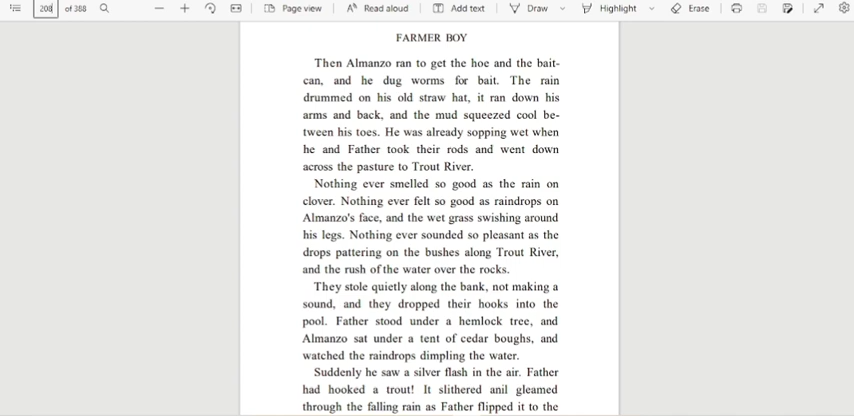 208 of 388 Page view Read aloud Add text Draw Highlight Erase
FARMER BOY
Then Almanzo ran to get the hoe and the bait-
can, and he dug worms for bait. The rain
drummed on his old straw hat, it ran down his
arms and back, and the mud squeezed cool be-
tween his toes. He was already sopping wet when
he and Father took their rods and went down
across the pasture to Trout River.
Nothing ever smelled so good as the rain on
clover. Nothing ever felt so good as raindrops on
Almanzo's face, and the wet grass swishing around
his legs. Nothing ever sounded so pleasant as the
drops pattering on the bushes along Trout River,
and the rush of the water over the rocks.
They stole quietly along the bank, not making a
sound, and they dropped their hooks into the
pool. Father stood under a hemlock tree, and
Almanzo sat under a tent of cedar boughs, and
watched the raindrops dimpling the water.
Suddenly he saw a silver flash in the air. Father
had hooked a trout! It slithered anil gleamed
through the falling rain as Father flipped it to the